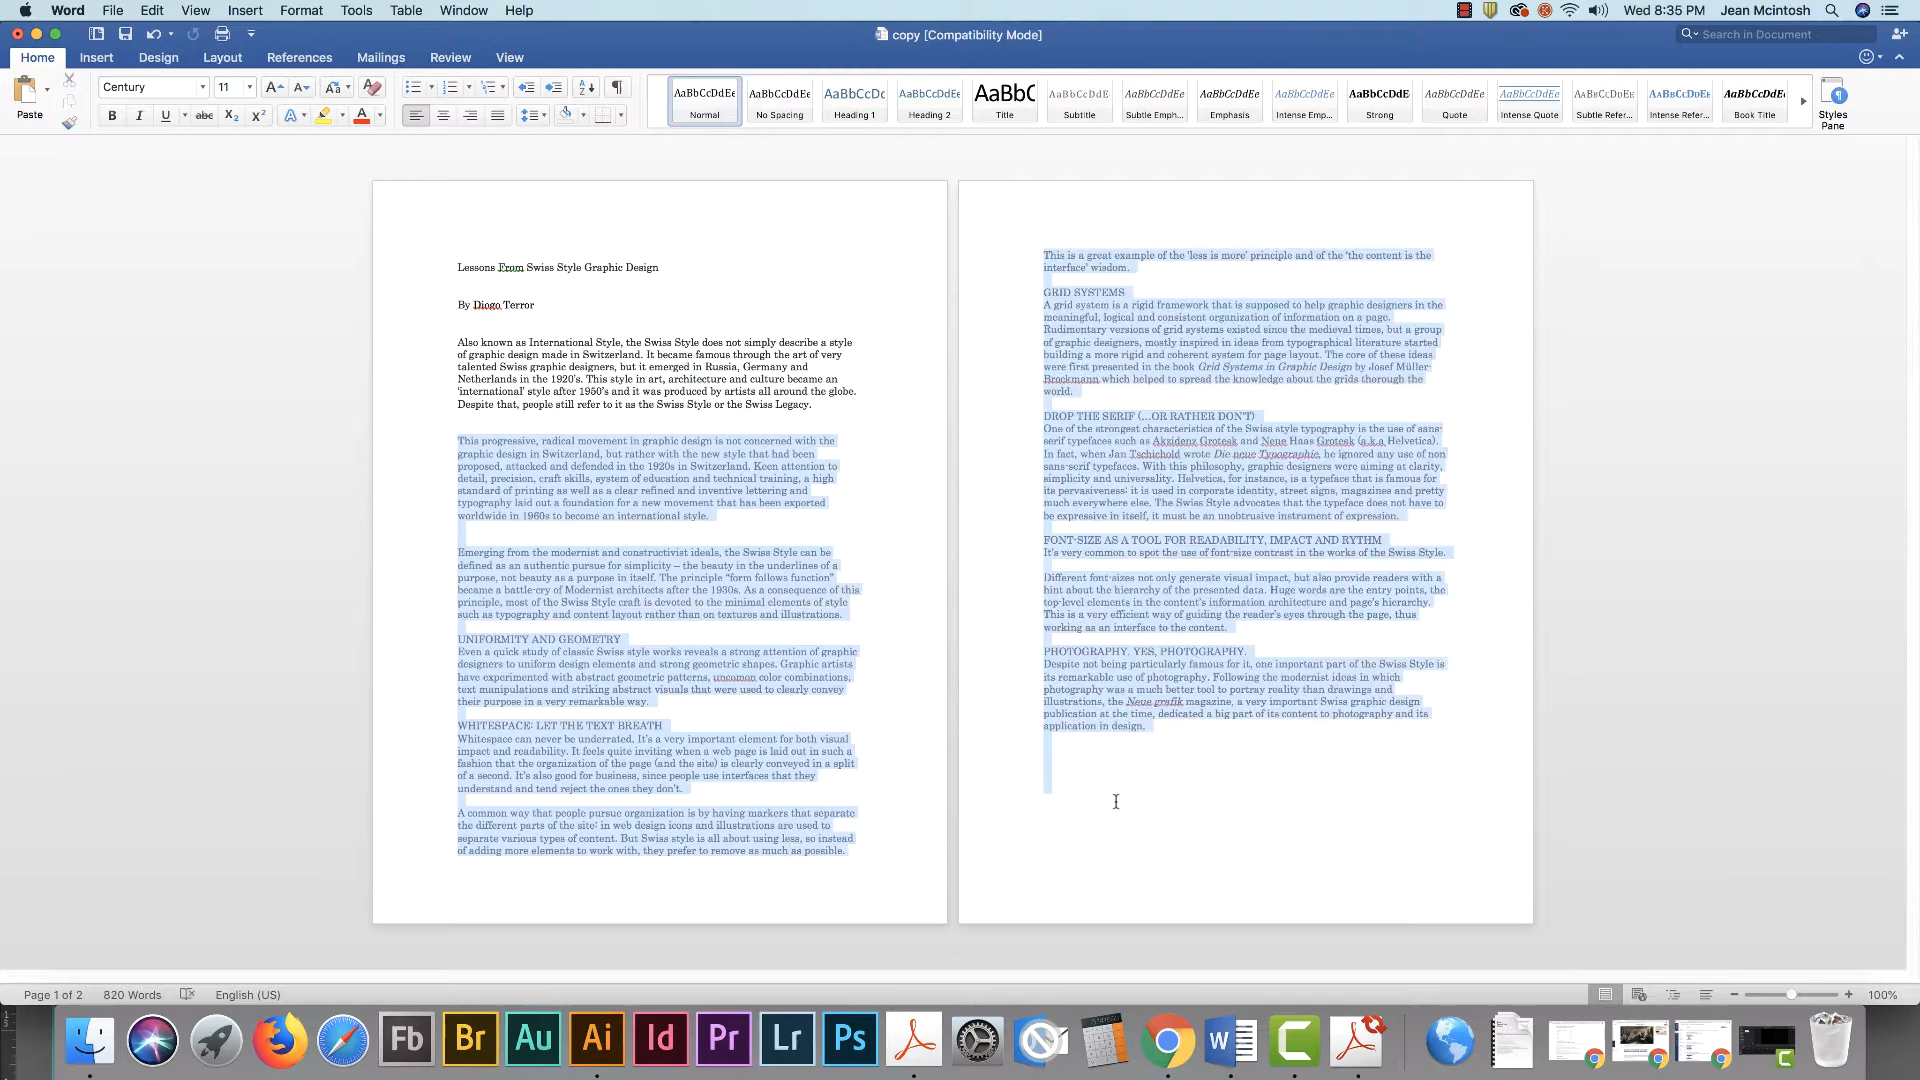 Word File Edit View Insert Format Tools Table Window Help Wed 8:35 PM Jean Mcintosh
copy [Compatibility Mode] Search in Document
Home Insert Design Layout References Mailings Review View
Paste Century 11
B I U abc X₂ X² A A
AaBbCcDdEe AaBbCcDdEe AaBbCcDc AaBbCcDdEe AaBbC AaBbCcDdE AaBbCcDdEe AaBbCcDdEe AaBbCcDdEe AaBbCcDdE AaBbCcDdEe AaBbCcDdEe AaBbCcDdEe AaBbCcDdEe AaBbCcDdE
Normal No Spacing Heading 1 Heading 2 Title Subtitle Subtle Emph... Emphasis Intense Emp... Strong Quote Intense Quote Subtle Refer... Intense Refer... Book Title Styles Pane
Lessons From Swiss Style Graphic Design
By Diogo Terror
Also known as International Style, the Swiss Style does not simply describe a style
of graphic design made in Switzerland. It became famous through the art of very
talented Swiss graphic designers, but it emerged in Russia, Germany and
Netherlands in the 1920's. This style in art, architecture and culture became an
'international' style after 1950's and it was produced by artists all around the globe.
Despite that, people still refer to it as the Swiss Style or the Swiss Legacy.
This progressive, radical movement in graphic design is not concerned with the
graphic design in Switzerland, but rather with the new style that had been
proposed, attacked and defended in the 1920s in Switzerland. Keen attention to
detail, precision, craft skills, system of education and technical training, a high
standard of printing as well as a clear refined and inventive lettering and
typography laid out a foundation for a new movement that has been exported
worldwide in 1960s to become an international style.
Emerging from the modernist and constructivist ideals, the Swiss Style can be
defined as an authentic pursue for simplicity – the beauty in the underlines of a
purpose, not beauty as a purpose in itself. The principle “form follows function”
became a battle-cry of Modernist architects after the 1930s. As a consequence of this
principle, most of the Swiss Style craft is devoted to the minimal elements of style
such as typography and content layout rather than on textures and illustrations.
UNIFORMITY AND GEOMETRY
Even a quick study of classic Swiss style works reveals a strong attention of graphic
designers to uniform design elements and strong geometric shapes. Graphic artists
have experimented with abstract geometric patterns, uncomon color combinations,
text manipulations and striking abstract visuals that were used to clearly convey
their purpose in a very remarkable way.
WHITESPACE: LET THE TEXT BREATH
Whitespace can never be underrated. It's a very important element for both visual
impact and readability. It feels quite inviting when a web page is laid out in such a
fashion that the organization of the page (and the site) is clearly conveyed in a split
of a second. It's also good for business, since people use interfaces that they
understand and tend reject the ones they don't.
A common way that people pursue organization is by having markers that separate
the different parts of the site: in web design icons and illustrations are used to
separate various types of content. But Swiss style is all about using less, so instead
of adding more elements to work with, they prefer to remove as much as possible.
This is a great example of the 'less is more' principle and of the 'the content is the
interface' wisdom.
GRID SYSTEMS
A grid system is a rigid framework that is supposed to help graphic designers in the
meaningful, logical and consistent organization of information on a page.
Rudimentary versions of grid systems existed since the medieval times, but a group
of graphic designers, mostly inspired in ideas from typographical literature started
building a more rigid and coherent system for page layout. The core of these ideas
were first presented in the book Grid Systems in Graphic Design by Josef Müller-
Brockmann which helped to spread the knowledge about the grids thorough the
world.
DROP THE SERIF (...OR RATHER DON'T)
One of the strongest characteristics of the Swiss style typography is the use of sans-
serif typefaces such as Akzidenz Grotesk and Neue Haas Grotesk (a.k.a Helvetica).
In fact, when Jan Tschichold wrote Die neue Typographie, he ignored any use of non
sans-serif typefaces. With this philosophy, graphic designers were aiming at clarity,
simplicity and universality. Helvetica, for instance, is a typeface that is famous for
its pervasiveness: it is used in corporate identity, street signs, magazines and pretty
much everywhere else. The Swiss Style advocates that the typeface does not have to
be expressive in itself, it must be an unobtrusive instrument of expression.
FONT-SIZE AS A TOOL FOR READABILITY, IMPACT AND RYTHM
It's very common to spot the use of font-size contrast in the works of the Swiss Style.
Different font-sizes not only generate visual impact, but also provide readers with a
hint about the hierarchy of the presented data. Huge words are the entry points, the
top-level elements in the content's information architecture and page's hierarchy.
This is a very efficient way of guiding the reader's eyes through the page, thus
working as an interface to the content.
PHOTOGRAPHY. YES, PHOTOGRAPHY.
Despite not being particularly famous for it, one important part of the Swiss Style is
its remarkable use of photography. Following the modernist ideas in which
photography was a much better tool to portray reality than drawings and
illustrations, the Neue grafik magazine, a very important Swiss graphic design
publication at the time, dedicated a big part of its content to photography and its
application in design.
Page 1 of 2 820 Words English (US) 100%
Fb Br Au Ai Id Pr Lr Ps W C